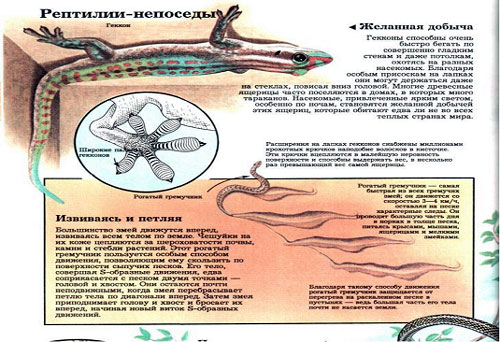 Рептилии-непоседы
Геккон
◄ Желанная добыча
Гекконы способны очень
быстро бегать по
совершенно гладким
стенам и даже потолкам,
охотясь на разных
насекомых. Благодаря
особым присоскам на лапках
они могут держаться даже
на стеклах, повисая вниз головой. Многие древесные
ящерицы часто поселяются в домах, в которых много
тараканов. Насекомые, привлеченные ярким светом,
особенно по ночам, становятся желанной добычей
этих ящериц, которые обитают едва ли не во всех
теплых странах мира.
Широкие
гекконов
Расширения на лапках гекконов снабжены миллионами
крохотных крючков наподобие волосков в кисточке.
Эти крючки цепляются за малейшую неровность
поверхности и способны выдержать вес, в несколько
раз превышающий вес самой ящерицы.
Рогатый гремучник
Рогатый гремучник — самая
быстрая из всех гремучих
змей; он движется со
скоростью 3—4 км/ч,
оставляя на песке
характерные следы. Он
проводит большую часть дня
в норках в толще песка,
питаясь крысами, мышами,
ящерицами и мелкими
змейками.
Извиваясь и петляя
Большинство змей движутся вперед,
извиваясь всем телом по земле. Чешуйки на
их коже цепляются за шероховатости почвы,
камни и стебли растений. Этот рогатый
гремучник пользуется особым способом
движения, позволяющим ему скользить по
поверхности сыпучих песков. Его тело,
совершая S-образные движения, едва
соприкасается с песком двумя точками —
головой и хвостом. Они остаются почти
неподвижными, когда змея перебрасывает
петлю тела по диагонали вперед. Затем змея
приподнимает голову и хвост и бросает их
вперед, начиная новый виток S-образных
движений.
Благодаря такому способу движения
рогатый гремучник защищается от
перегрева на раскаленном песке в
пустынях — ведь большая часть его тела
почти не касается земли.